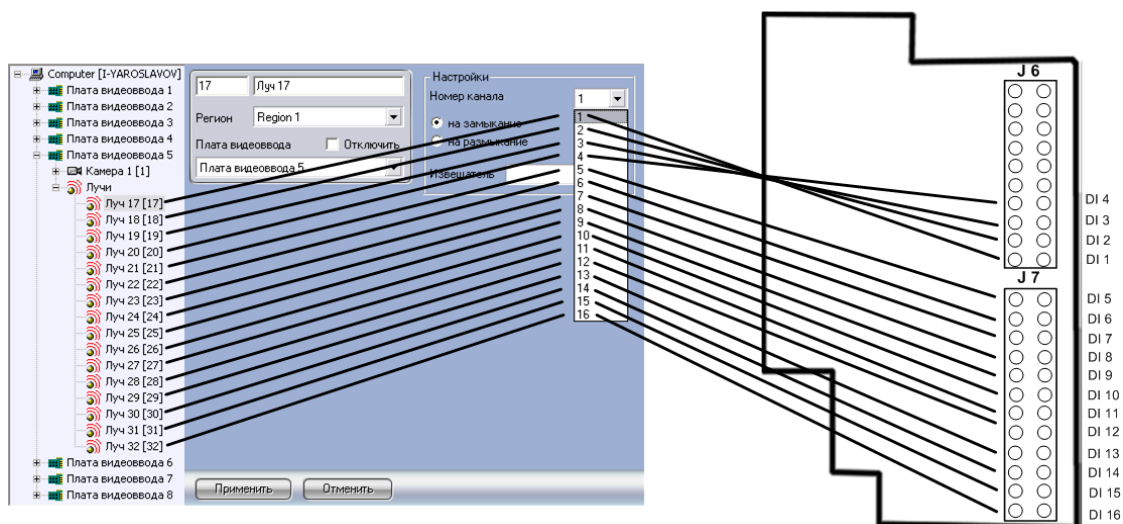 Computer [I-YAROSLAVOV]
Плата видеоввода 1
Плата видеоввода 2
Плата видеоввода 3
Плата видеоввода 4
Плата видеоввода 5
Камера 1 [1]
Лучи
Луч 17 [17]
Луч 18 [18]
Луч 19 [19]
Луч 20 [20]
Луч 21 [21]
Луч 22 [22]
Луч 23 [23]
Луч 24 [24]
Луч 25 [25]
Луч 26 [26]
Луч 27 [27]
Луч 28 [28]
Луч 29 [29]
Луч 30 [30]
Луч 31 [31]
Луч 32 [32]
Плата видеоввода 6
Плата видеоввода 7
Плата видеоввода 8
17 Луч 17
Регион Region 1
Плата видеоввода Отключить
Плата видеоввода 5
Настройки
Номер канала 1
на замыкание
на размыкание
Извещатель
1
2
3
4
5
6
7
8
9
10
11
12
13
14
15
16
Применить Отменить
J 6
DI 4
DI 3
DI 2
DI 1
J 7
DI 5
DI 6
DI 7
DI 8
DI 9
DI 10
DI 11
DI 12
DI 13
DI 14
DI 15
DI 16